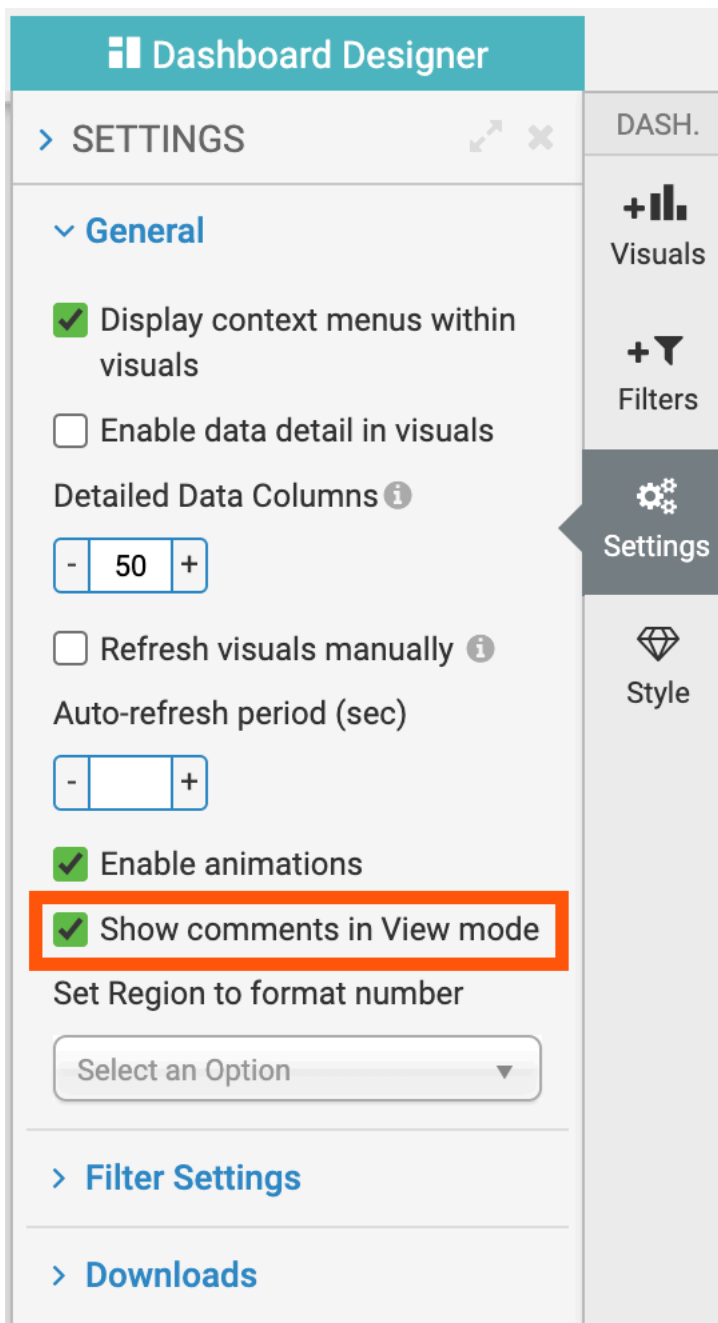 Dashboard Designer
SETTINGS
General
Display context menus within
visuals
Enable data detail in visuals
Detailed Data Columns
- 50 +
Refresh visuals manually
Auto-refresh period (sec)
- +
Enable animations
Show comments in View mode
Set Region to format number
Select an Option
Filter Settings
Downloads
DASH.
Visuals
Filters
Settings
Style